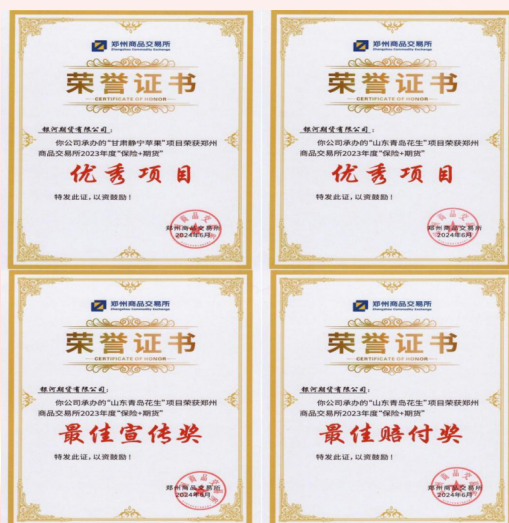 郑州商品交易所
Zhengzhou Commodity Exchange
荣誉证书
CERTIFICATE OF HONOR
银河期货有限公司：
你公司承办的“甘肃静宁苹果”项目荣获郑州
商品交易所2023年度“保险+期货”
优秀项目
特发此证，以资鼓励！
郑州商品交易所
2024年6月
郑州商品交易所
Zhengzhou Commodity Exchange
荣誉证书
CERTIFICATE OF HONOR
银河期货有限公司：
你公司承办的“山东青岛花生”项目荣获郑州
商品交易所2023年度“保险+期货”
优秀项目
特发此证，以资鼓励！
郑州商品交易所
2024年6月
郑州商品交易所
Zhengzhou Commodity Exchange
荣誉证书
CERTIFICATE OF HONOR
银河期货有限公司：
你公司承办的“山东青岛花生”项目荣获郑州
商品交易所2023年度“保险+期货”
最佳宣传奖
特发此证，以资鼓励！
郑州商品交易所
2024年6月
郑州商品交易所
Zhengzhou Commodity Exchange
荣誉证书
CERTIFICATE OF HONOR
银河期货有限公司：
你公司承办的“山东青岛花生”项目荣获郑州
商品交易所2023年度“保险+期货”
最佳赔付奖
特发此证，以资鼓励！
郑州商品交易所
2024年6月